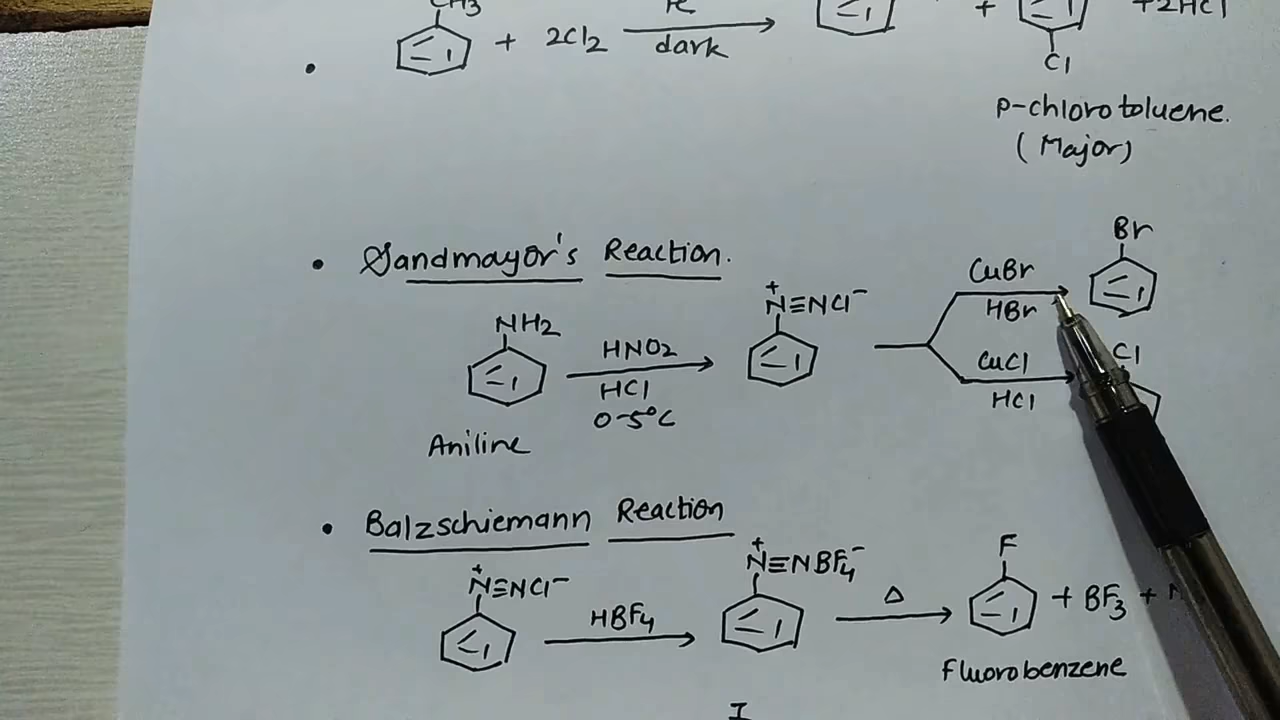 CH3
+ 2Cl2 dark + +2HCl
Cl
P-chlorotoluene.
(Major)
• Sandmayor's Reaction.
NH2
HNO2
HCl
0-5°C
Aniline
+
N≡NCl−
CuBr
HBr
Br
CuCl
HCl
Cl
• Balzschiemann Reaction
+
N≡NCl−
HBF4
+
N≡NBF4−
Δ
F
+ BF3 +
Fluorobenzene
I